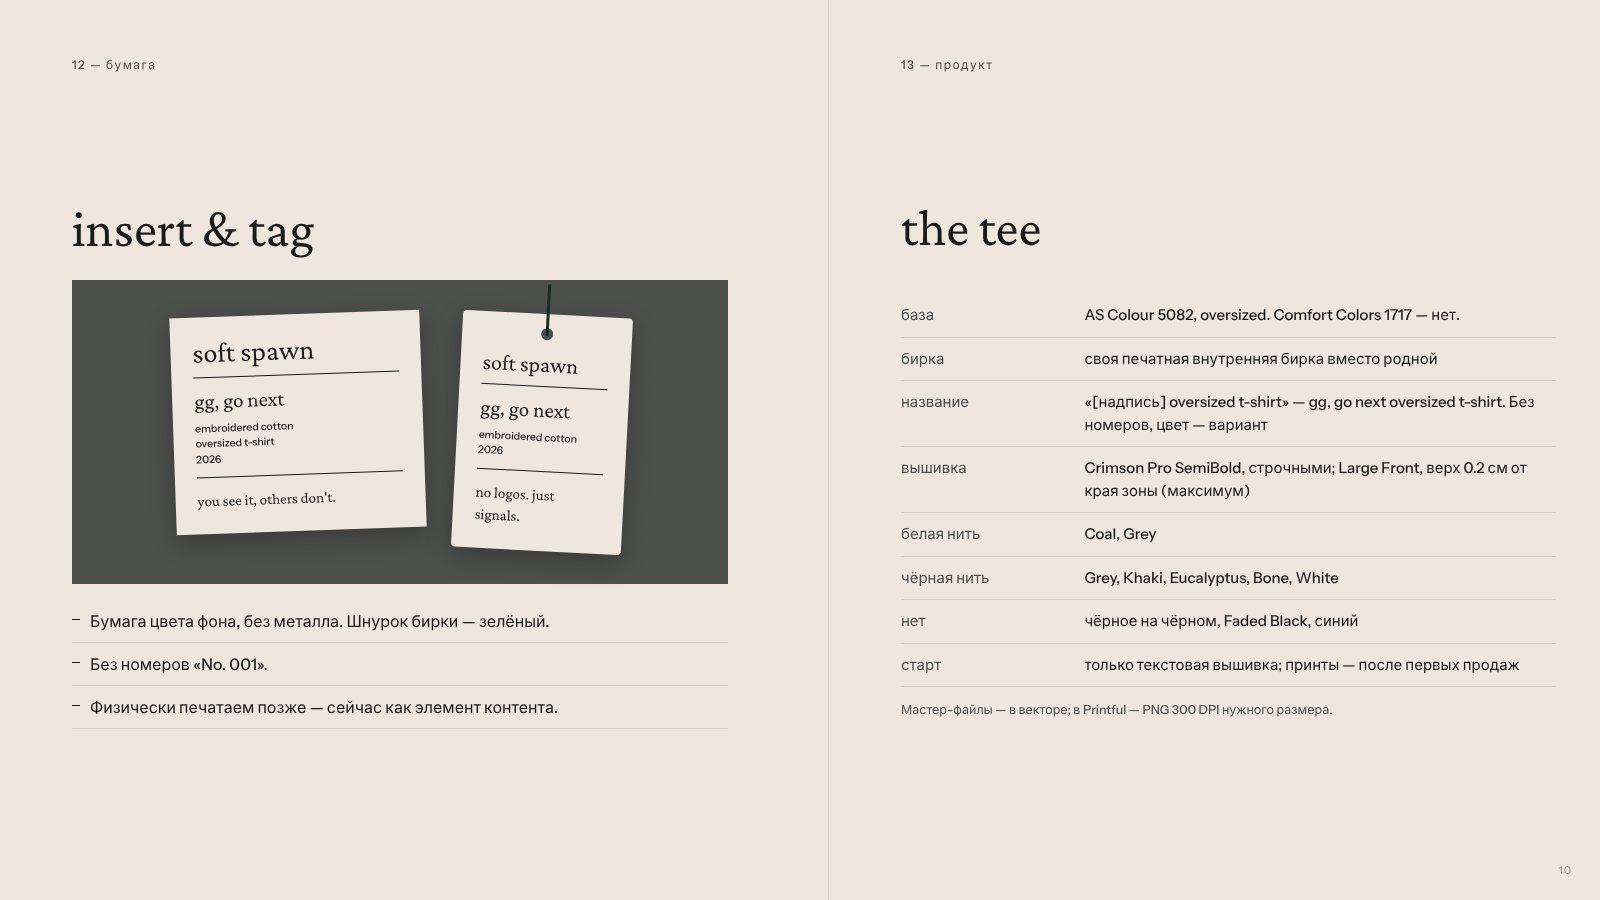 12 — бумага
insert & tag
soft spawn
gg, go next
embroidered cotton
oversized t-shirt
2026
you see it, others don't.
soft spawn
gg, go next
embroidered cotton
2026
no logos. just
signals.
– Бумага цвета фона, без металла. Шнурок бирки — зелёный.
– Без номеров «No. 001».
– Физически печатаем позже — сейчас как элемент контента.
13 — продукт
the tee
база AS Colour 5082, oversized. Comfort Colors 1717 — нет.
бирка своя печатная внутренняя бирка вместо родной
название «[надпись] oversized t-shirt» — gg, go next oversized t-shirt. Без
номеров, цвет — вариант
вышивка Crimson Pro SemiBold, строчными; Large Front, верх 0.2 см от
края зоны (максимум)
белая нить Coal, Grey
чёрная нить Grey, Khaki, Eucalyptus, Bone, White
нет чёрное на чёрном, Faded Black, синий
старт только текстовая вышивка; принты — после первых продаж
Мастер-файлы — в векторе; в Printful — PNG 300 DPI нужного размера.
10